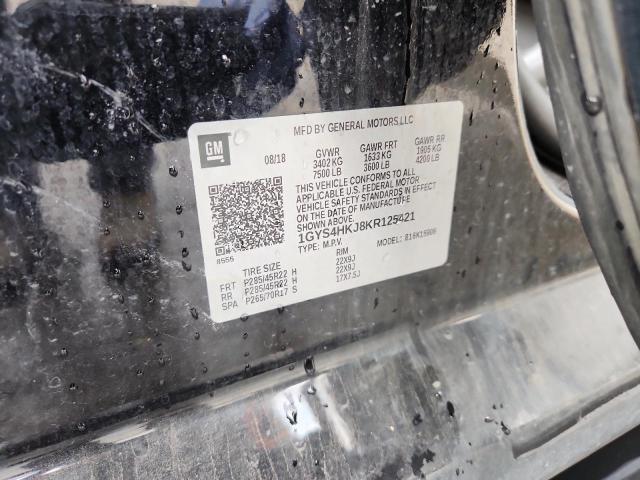 MFD BY GENERAL MOTORS,LLC
GM
08/18 GVWR GAWR FRT GAWR RR
3402 KG 1633 KG 1905 KG
7500 LB 3600 LB 4200 LB
THIS VEHICLE CONFORMS TO ALL
APPLICABLE U.S. FEDERAL MOTOR
VEHICLE SAFETY STANDARDS IN EFFECT
ON THE DATE OF MANUFACTURE
1GYS4HKJ8KR125421
TYPE: M.P.V. MODEL:
8555
TIRE SIZE RIM
FRT P285/45R22 H 22X9J
RR P285/45R22 H 22X9J
SPA P265/70R17 S 17X7.5J